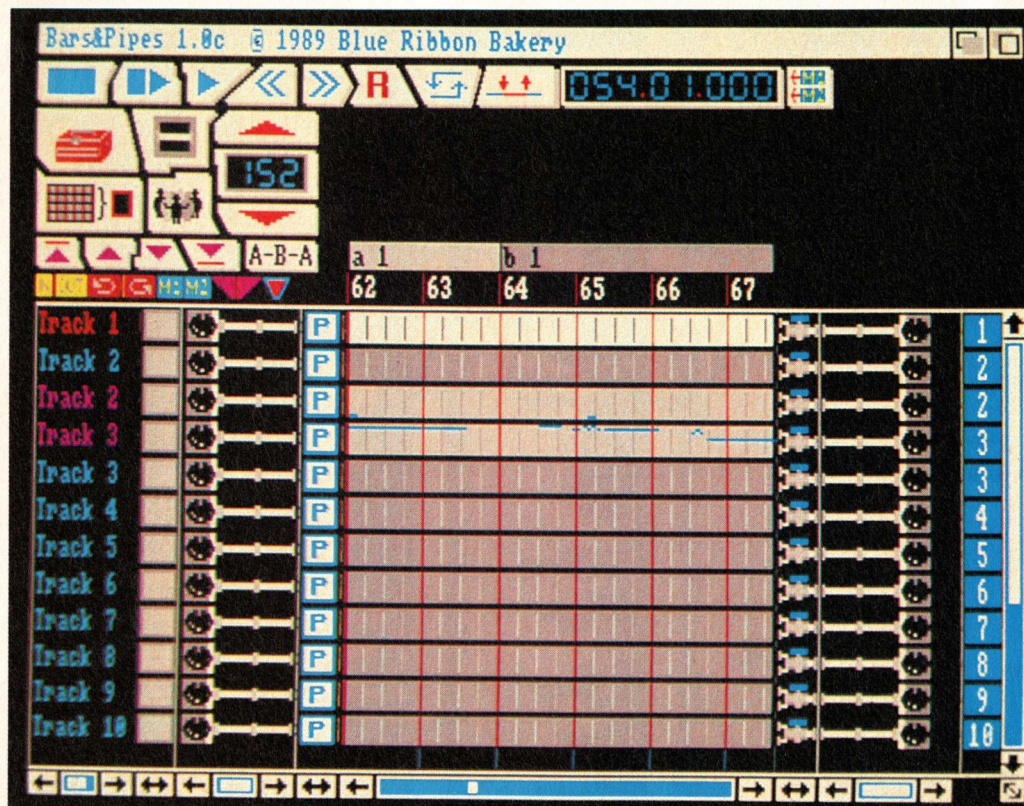 Bars&Pipes 1.0c © 1989 Blue Ribbon Bakery
R 054.01.000
152
A-B-A a 1 b 1
M1 M2 62 63 64 65 66 67
Track 1 P 1
Track 2 P 2
Track 2 P 2
Track 3 P 3
Track 3 P 3
Track 4 P 4
Track 5 P 5
Track 6 P 6
Track 7 P 7
Track 8 P 8
Track 9 P 9
Track 10 P 10